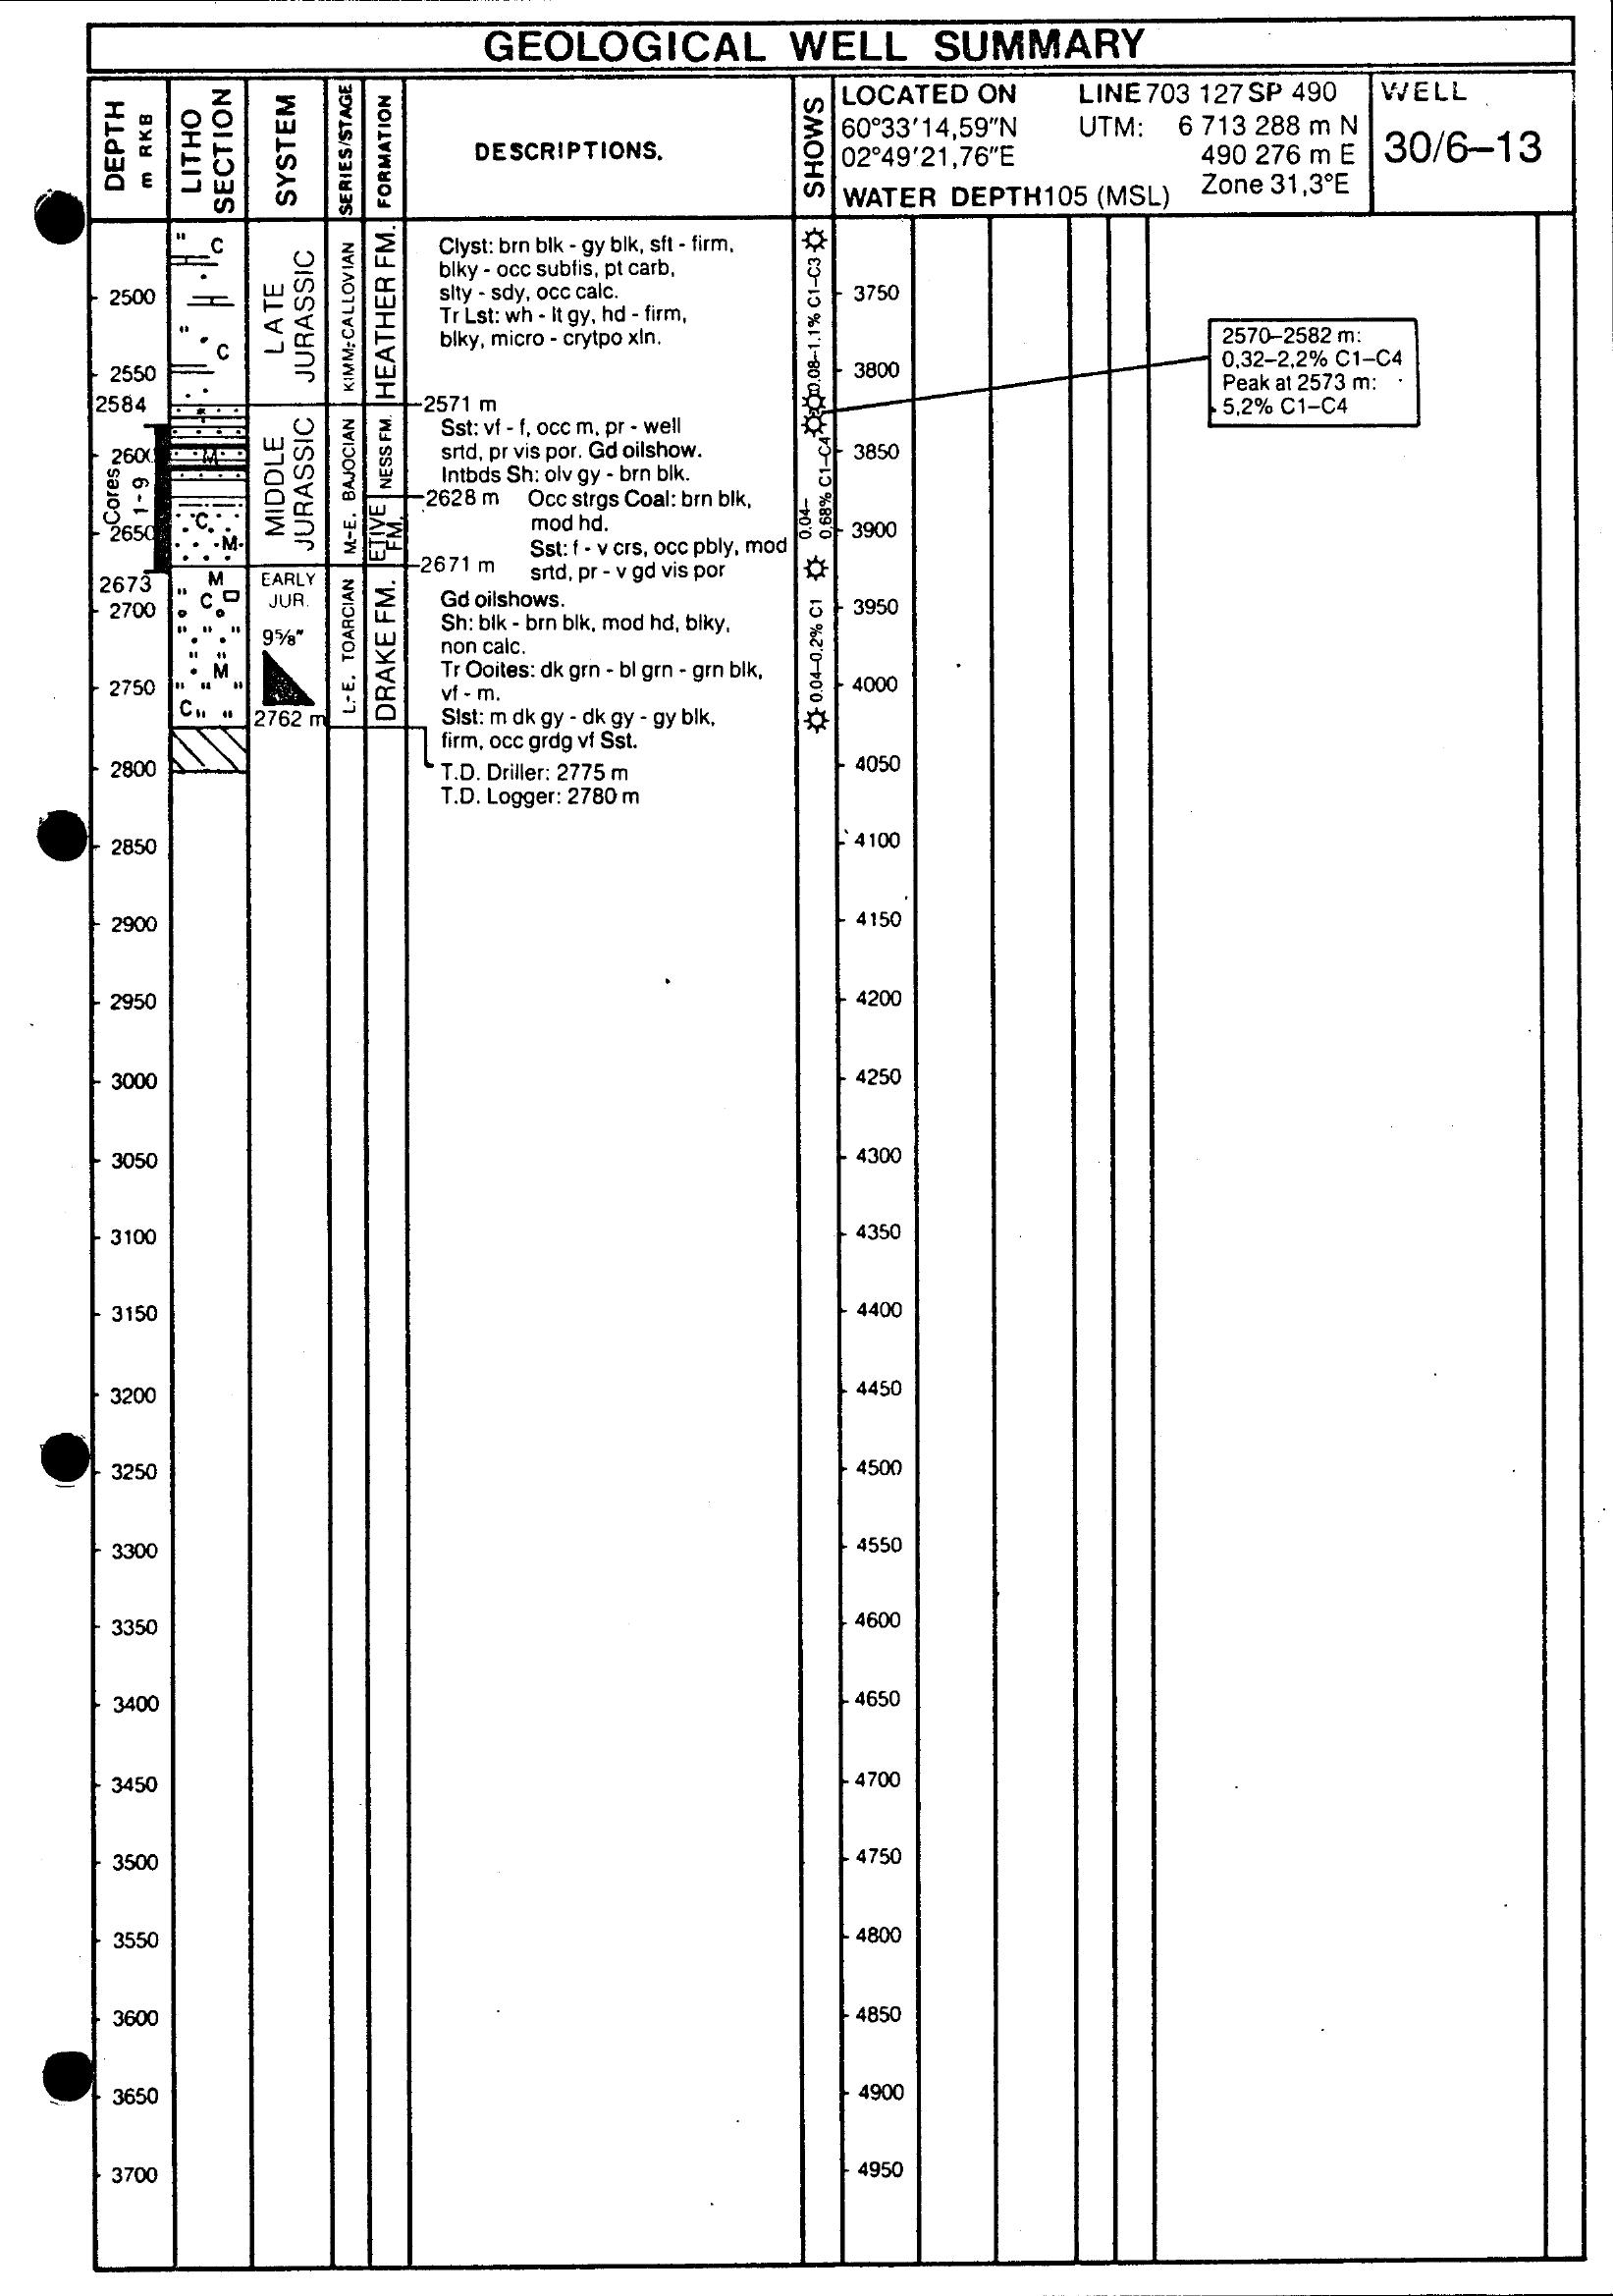 GEOLOGICAL WELL SUMMARY
DEPTH
m RKB
LITHO
SECTION
SYSTEM
SERIES/STAGE
FORMATION
DESCRIPTIONS.
SHOWS
LOCATED ON LINE 703 127 SP 490
60°33'14,59"N UTM: 6 713 288 m N
02°49'21,76"E 490 276 m E
Zone 31,3°E
WATER DEPTH 105 (MSL)
WELL
30/6–13
2500
2550
2584
2600
Cores
1-9
2650
2673
2700
2750
2800
2850
2900
2950
3000
3050
3100
3150
3200
3250
3300
3350
3400
3450
3500
3550
3600
3650
3700
" C
"
C
M
C
M
M
" C
" " "
" "
M
" " "
C " "
LATE
JURASSIC
MIDDLE
JURASSIC
EARLY
JUR.
9⅝"
2762 m
KIMM-CALLOVIAN
M-E. BAJOCIAN
L.-E. TOARCIAN
HEATHER FM.
NESS FM.
ETIVE
FM.
DRAKE FM.
Clyst: brn blk - gy blk, sft - firm,
blky - occ subfis, pt carb,
slty - sdy, occ calc.
Tr Lst: wh - lt gy, hd - firm,
blky, micro - crytpo xln.
2571 m
Sst: vf - f, occ m, pr - well
srtd, pr vis por. Gd oilshow.
Intbds Sh: olv gy - brn blk.
2628 m Occ strgs Coal: brn blk,
mod hd.
Sst: f - v crs, occ pbly, mod
2671 m srtd, pr - v gd vis por
Gd oilshows.
Sh: blk - brn blk, mod hd, blky,
non calc.
Tr Ooites: dk grn - bl grn - grn blk,
vf - m.
Slst: m dk gy - dk gy - gy blk,
firm, occ grdg vf Sst.
T.D. Driller: 2775 m
T.D. Logger: 2780 m
0.08–1.1% C1–C3
0.04–
0,68% C1–C4
0.04–0.2% C1
3750
3800
3850
3900
3950
4000
4050
4100
4150
4200
4250
4300
4350
4400
4450
4500
4550
4600
4650
4700
4750
4800
4850
4900
4950
2570–2582 m:
0,32–2,2% C1–C4
Peak at 2573 m:
5,2% C1–C4